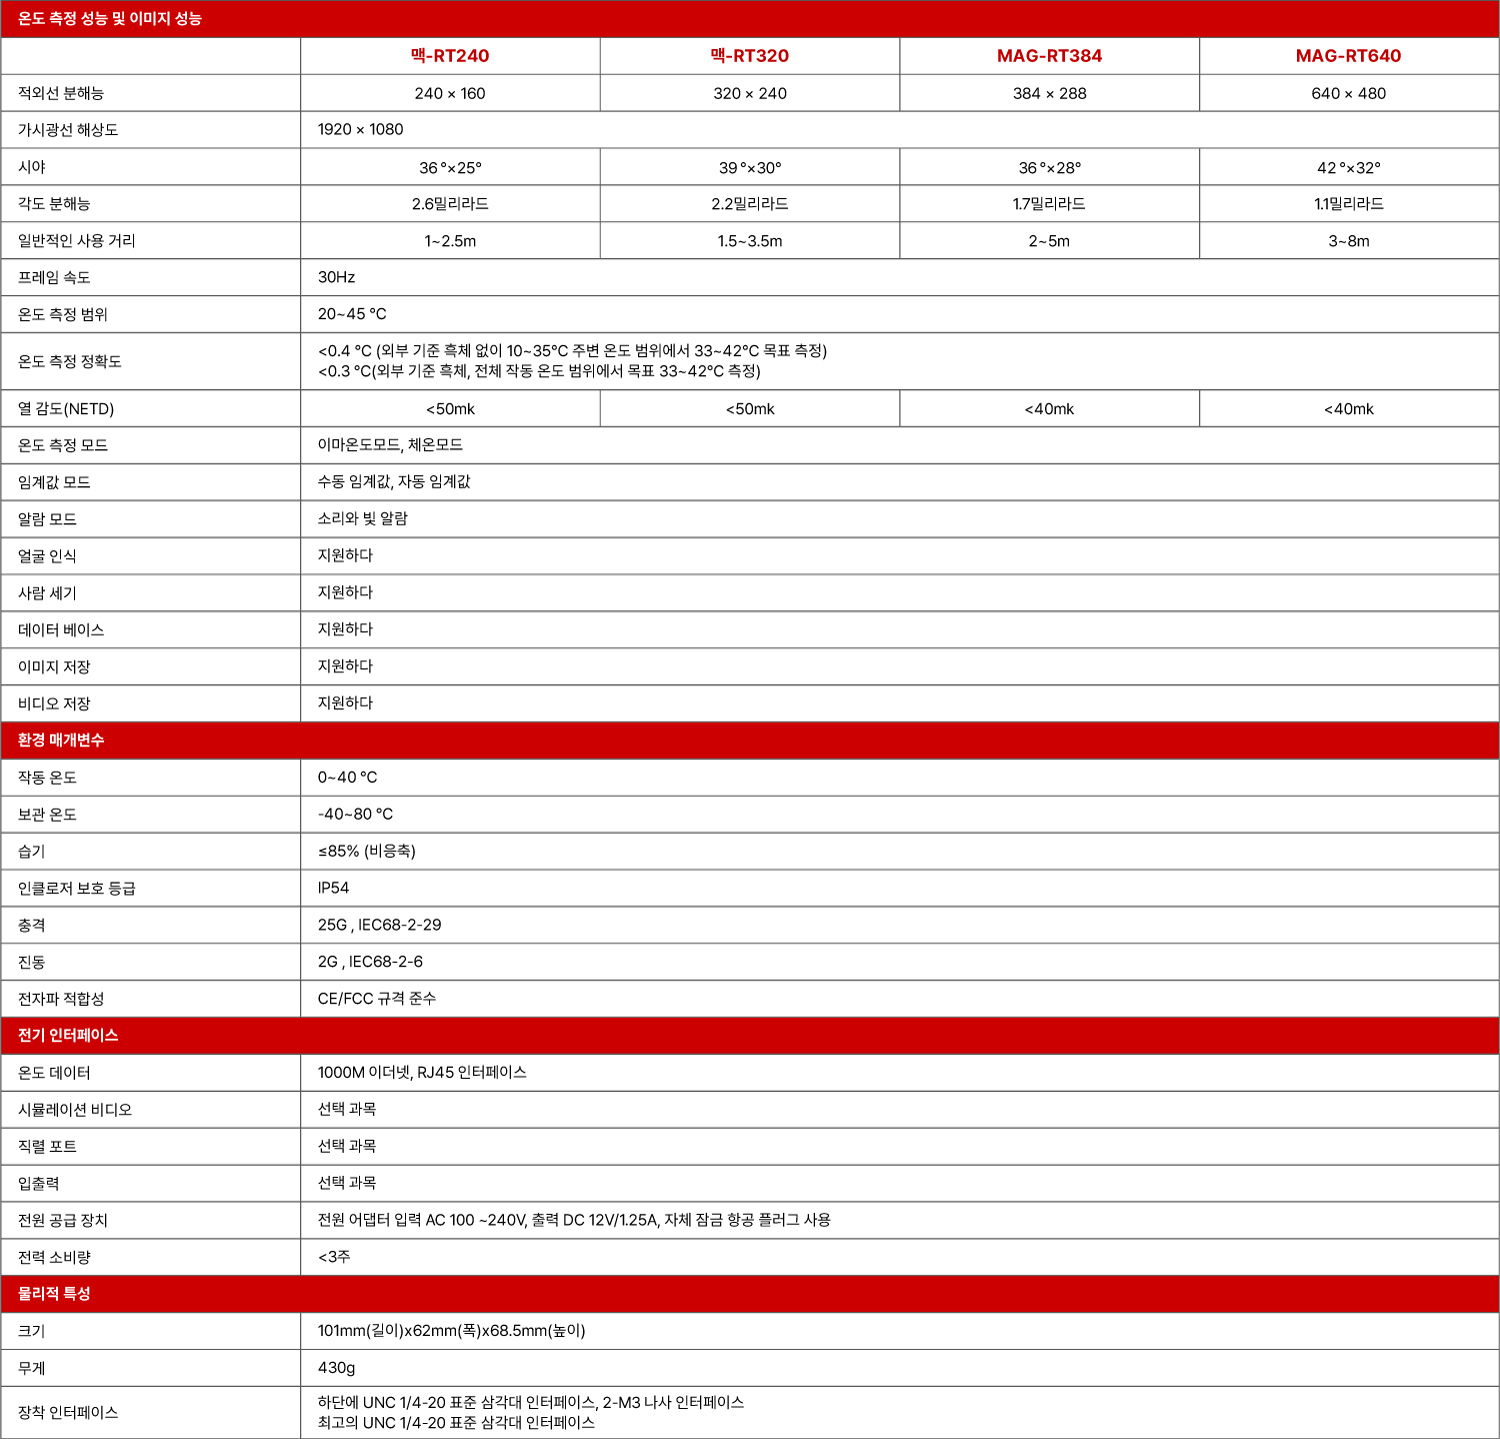 온도 측정 성능 및 이미지 성능
맥-RT240 맥-RT320 MAG-RT384 MAG-RT640
적외선 분해능 240 × 160 320 × 240 384 × 288 640 × 480
가시광선 해상도 1920 × 1080
시야 36 °×25° 39 °×30° 36 °×28° 42 °×32°
각도 분해능 2.6밀리라드 2.2밀리라드 1.7밀리라드 1.1밀리라드
일반적인 사용 거리 1~2.5m 1.5~3.5m 2~5m 3~8m
프레임 속도 30Hz
온도 측정 범위 20~45 °C
온도 측정 정확도 <0.4 °C (외부 기준 흑체 없이 10~35°C 주변 온도 범위에서 33~42°C 목표 측정)
<0.3 °C(외부 기준 흑체, 전체 작동 온도 범위에서 목표 33~42°C 측정)
열 감도(NETD) <50mk <50mk <40mk <40mk
온도 측정 모드 이마온도모드, 체온모드
임계값 모드 수동 임계값, 자동 임계값
알람 모드 소리와 빛 알람
얼굴 인식 지원하다
사람 세기 지원하다
데이터 베이스 지원하다
이미지 저장 지원하다
비디오 저장 지원하다
환경 매개변수
작동 온도 0~40 °C
보관 온도 -40~80 °C
습기 ≤85% (비응축)
인클로저 보호 등급 IP54
충격 25G , IEC68-2-29
진동 2G , IEC68-2-6
전자파 적합성 CE/FCC 규격 준수
전기 인터페이스
온도 데이터 1000M 이더넷, RJ45 인터페이스
시뮬레이션 비디오 선택 과목
직렬 포트 선택 과목
입출력 선택 과목
전원 공급 장치 전원 어댑터 입력 AC 100 ~240V, 출력 DC 12V/1.25A, 자체 잠금 항공 플러그 사용
전력 소비량 <3주
물리적 특성
크기 101mm(길이)x62mm(폭)x68.5mm(높이)
무게 430g
장착 인터페이스 하단에 UNC 1/4-20 표준 삼각대 인터페이스, 2-M3 나사 인터페이스
최고의 UNC 1/4-20 표준 삼각대 인터페이스